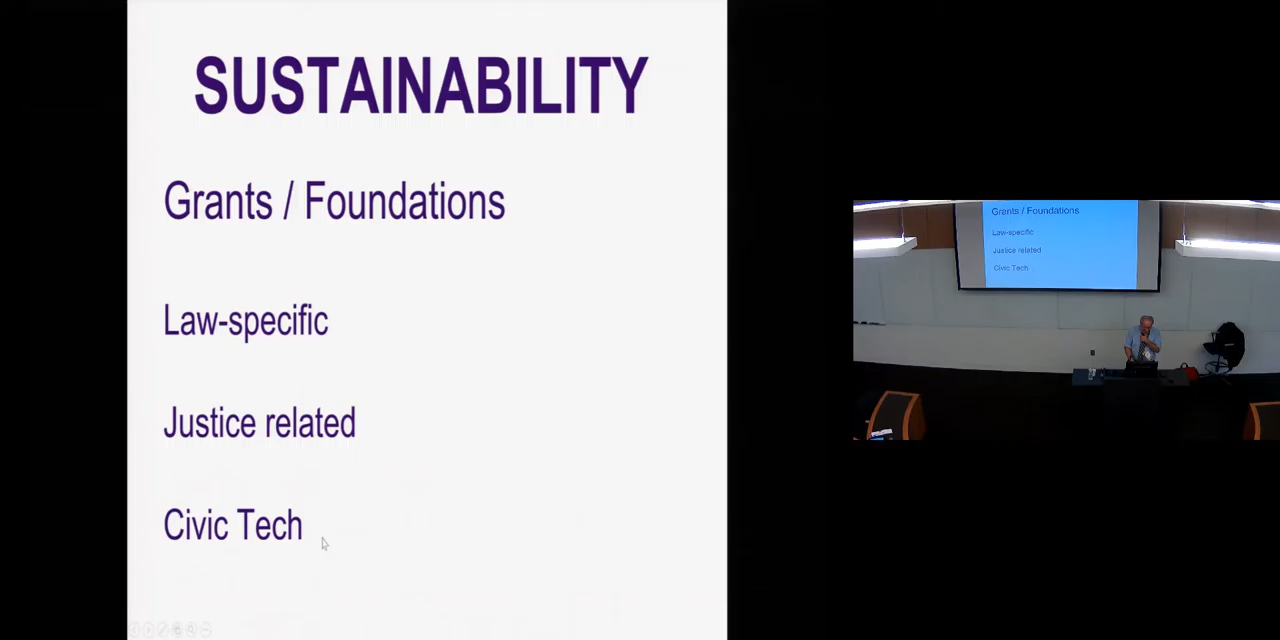 SUSTAINABILITY
Grants / Foundations
Law-specific
Justice related
Civic Tech
Grants / Foundations
Law-specific
Justice related
Civic Tech